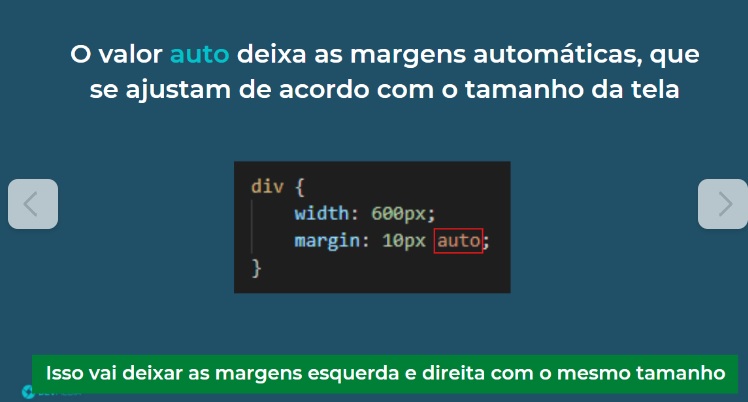 O valor auto deixa as margens automáticas, que
se ajustam de acordo com o tamanho da tela
div {
width: 600px;
margin: 10px auto;
}
Isso vai deixar as margens esquerda e direita com o mesmo tamanho